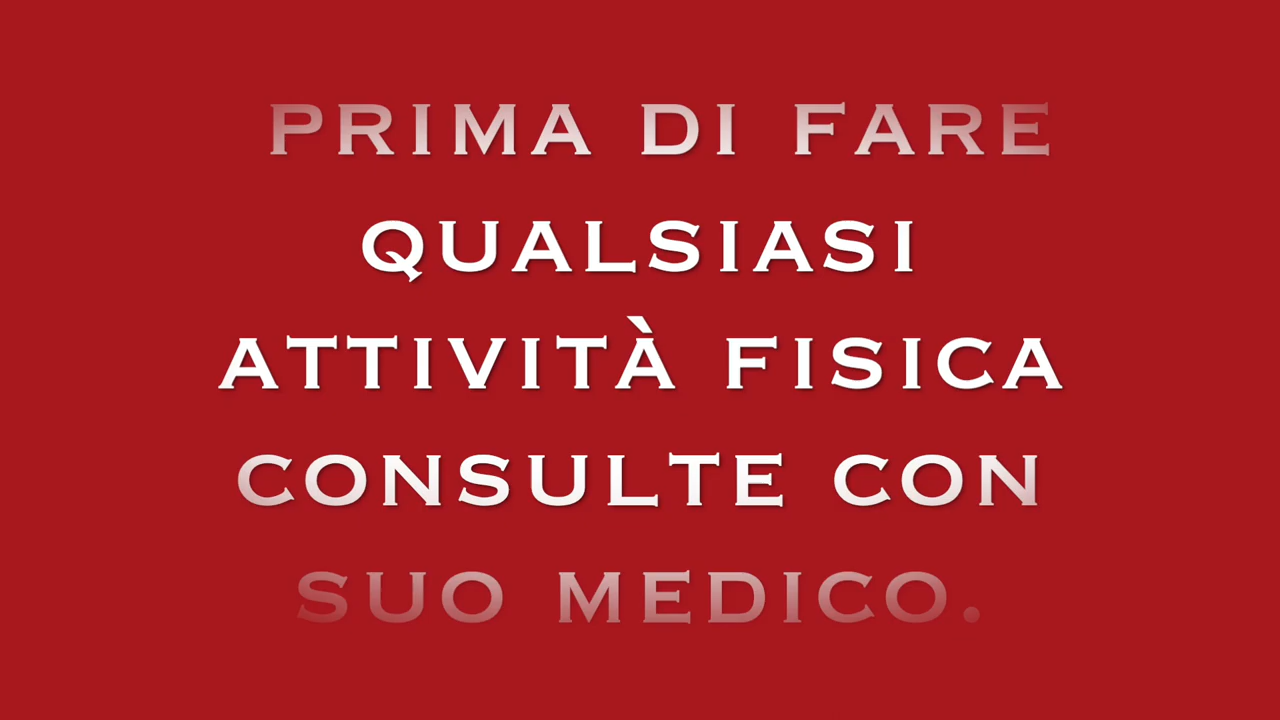 PRIMA DI FARE
QUALSIASI
ATTIVITÀ FISICA
CONSULTE CON
SUO MEDICO.